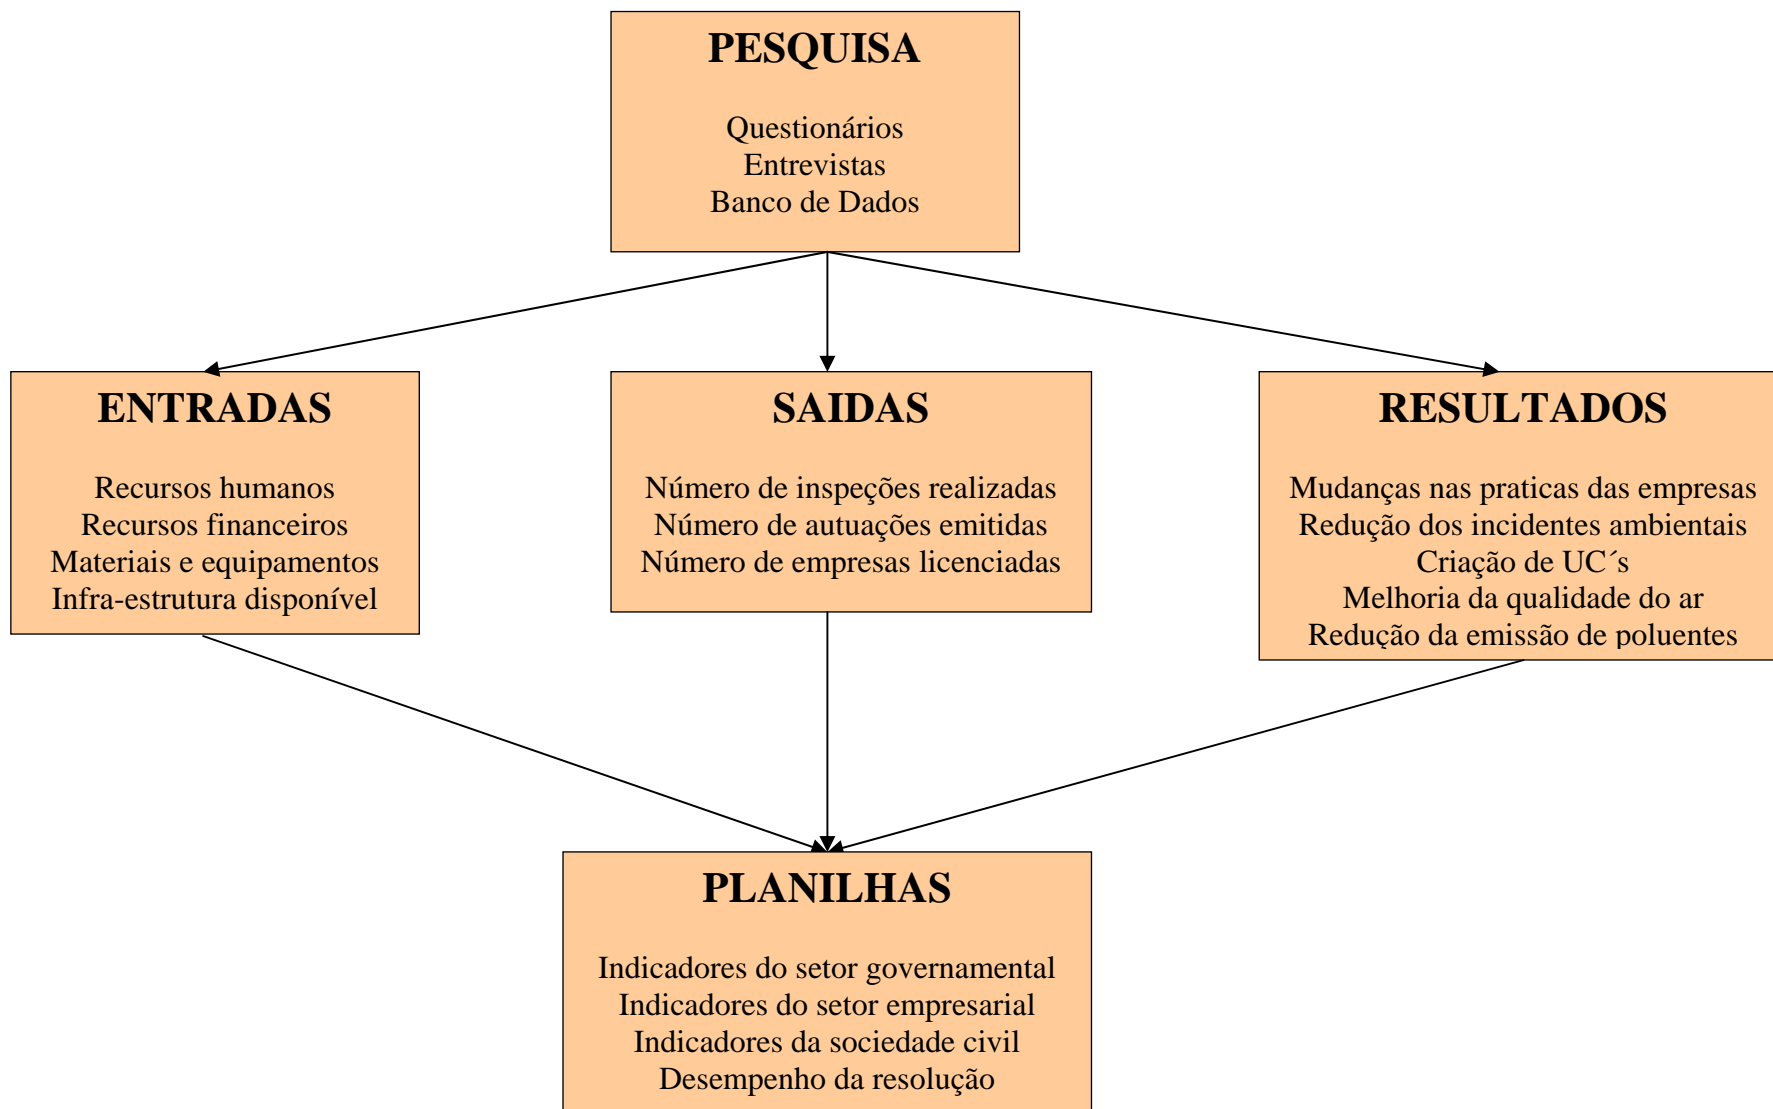 PESQUISA
Questionários
Entrevistas
Banco de Dados
ENTRADAS
Recursos humanos
Recursos financeiros
Materiais e equipamentos
Infra-estrutura disponível
SAIDAS
Número de inspeções realizadas
Número de autuações emitidas
Número de empresas licenciadas
RESULTADOS
Mudanças nas praticas das empresas
Redução dos incidentes ambientais
Criação de UC´s
Melhoria da qualidade do ar
Redução da emissão de poluentes
PLANILHAS
Indicadores do setor governamental
Indicadores do setor empresarial
Indicadores da sociedade civil
Desempenho da resolução